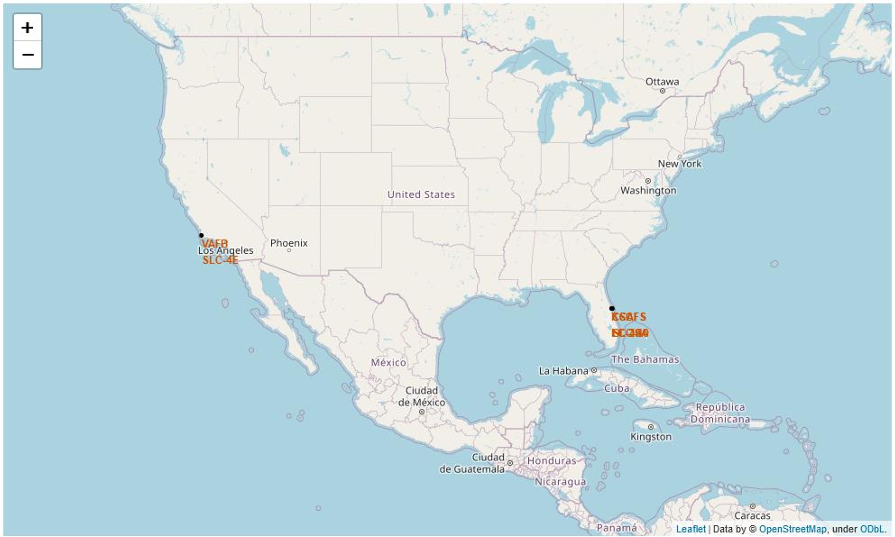 +
−
Ottawa
New York
Washington
United States
VAFB
Los Angeles
SLC-4E
Phoenix
The Bahamas
México
La Habana
Cuba
Ciudad
de México
República
Dominicana
Kingston
Ciudad
de Guatemala
Honduras
Nicaragua
Caracas
Panamá
Leaflet | Data by © OpenStreetMap, under ODbL.